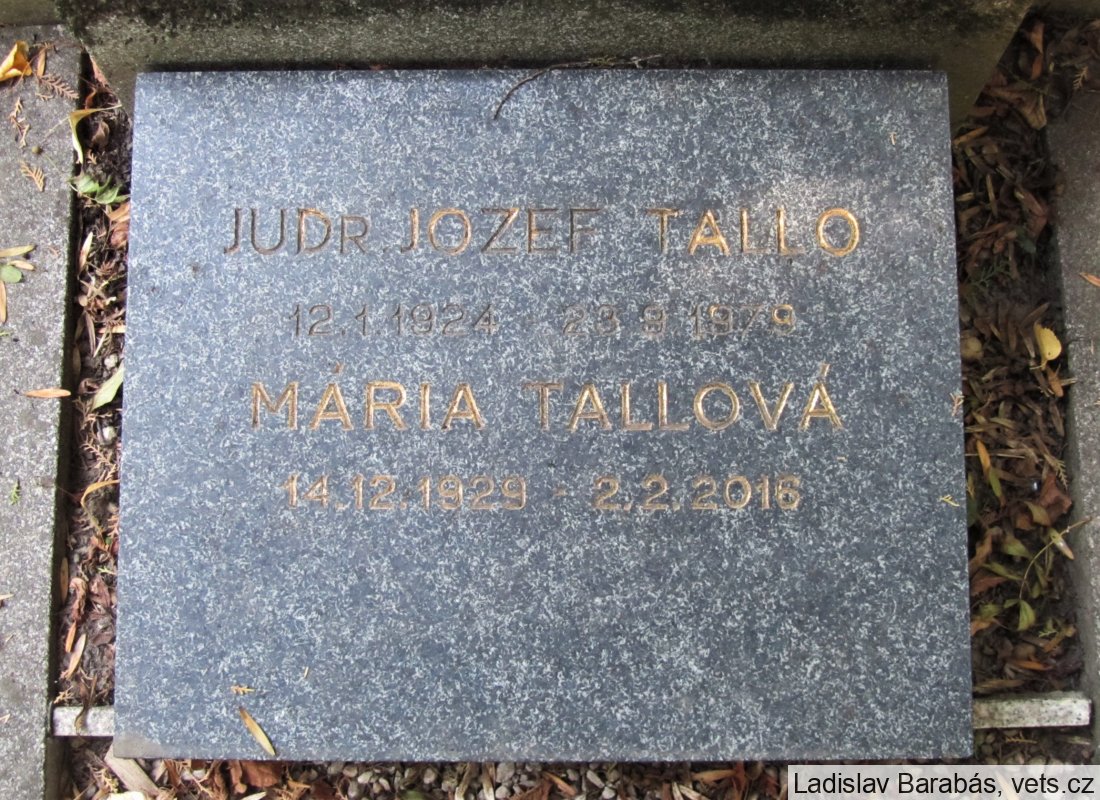 JUDR. JOZEF TALLO
12.1.1924 - 23.9.1979
MÁRIA TALLOVÁ
14.12.1929 - 2.2.2016
Ladislav Barabás, vets.cz